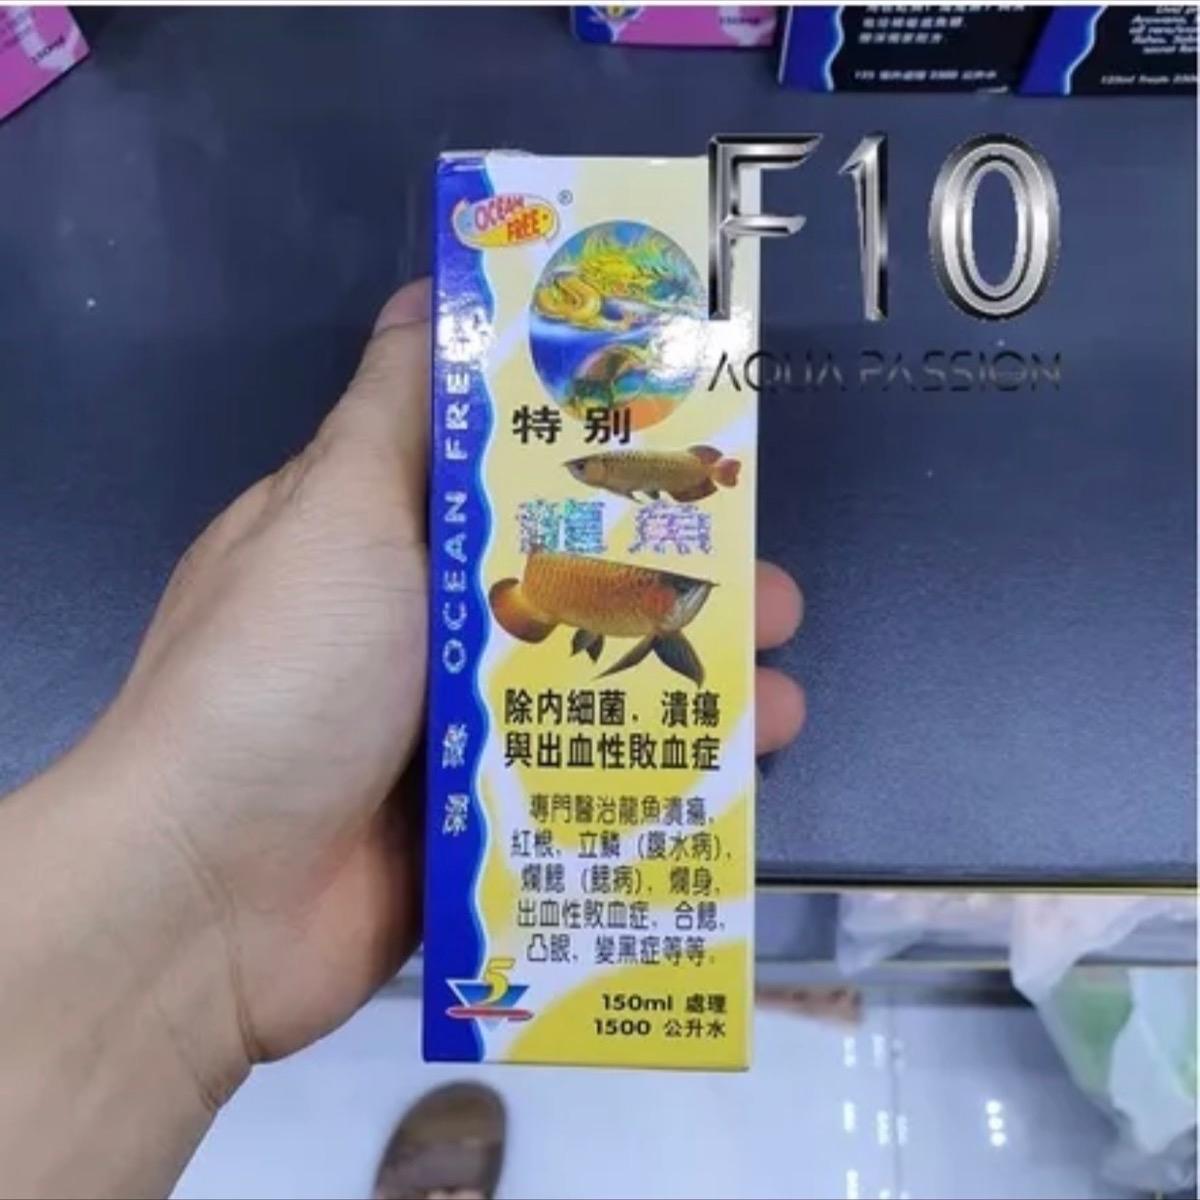 OCEAN
FREE
®
F10
AQUA PASSION
OCEAN FREE
特别
除内細菌．潰瘍
與出血性敗血症
專門醫治龍魚潰瘍．
紅根．立鱗（腹水病）．
爛鰓（鰓病）．爛身．
出血性敗血症．合鰓．
凸眼．變黑症等等．
5
150ml 處理
1500 公升水